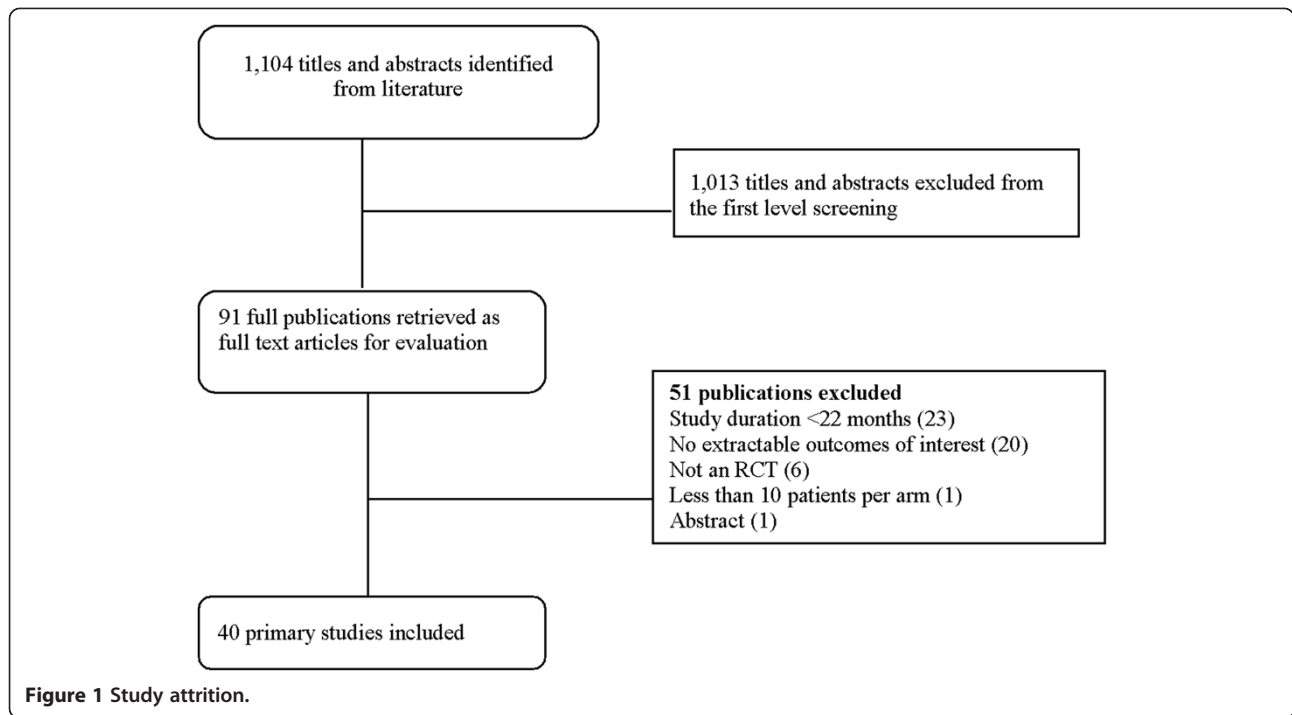 1,104 titles and abstracts identified
from literature
1,013 titles and abstracts excluded from
the first level screening
91 full publications retrieved as
full text articles for evaluation
51 publications excluded
Study duration <22 months (23)
No extractable outcomes of interest (20)
Not an RCT (6)
Less than 10 patients per arm (1)
Abstract (1)
40 primary studies included
Figure 1 Study attrition.